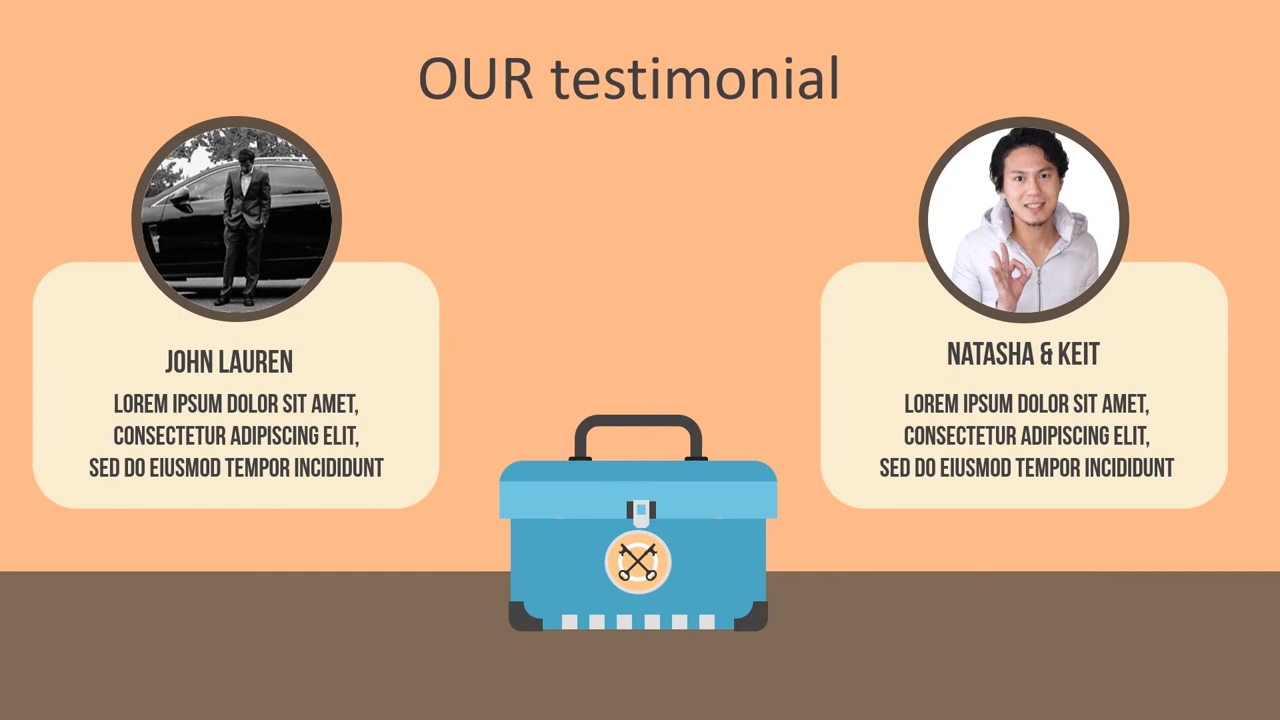 OUR testimonial
JOHN LAUREN
LOREM IPSUM DOLOR SIT AMET,
CONSECTETUR ADIPISCING ELIT,
SED DO EIUSMOD TEMPOR INCIDIDUNT
NATASHA & KEIT
LOREM IPSUM DOLOR SIT AMET,
CONSECTETUR ADIPISCING ELIT,
SED DO EIUSMOD TEMPOR INCIDIDUNT